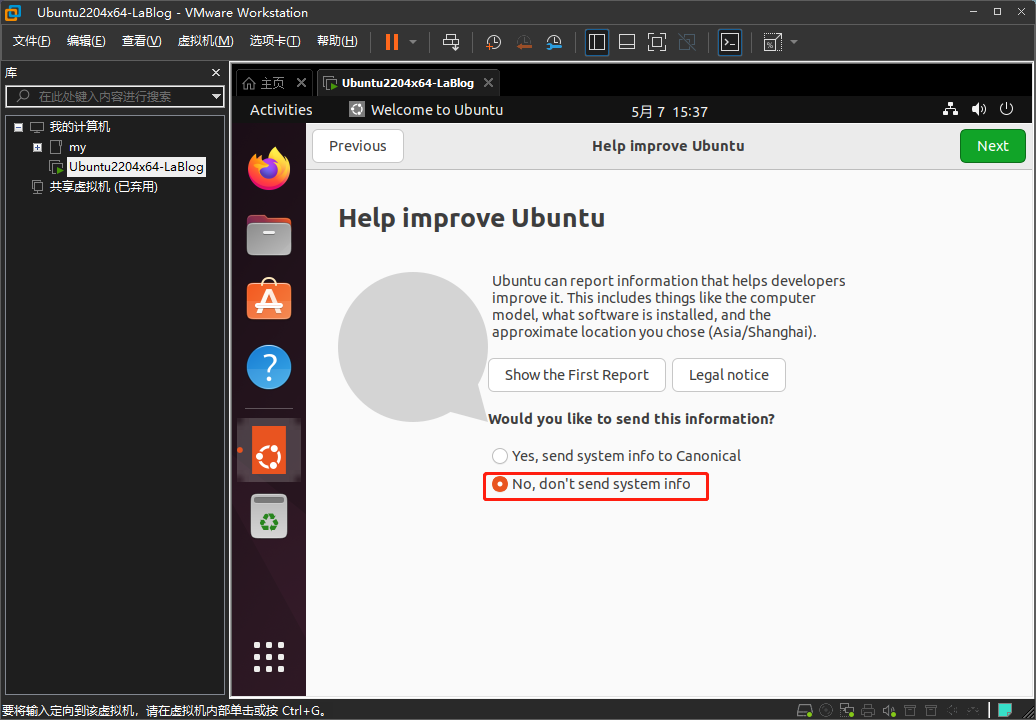 Ubuntu2204x64-LaBlog - VMware Workstation
文件(F) 编辑(E) 查看(V) 虚拟机(M) 选项卡(T) 帮助(H)
库
在此处键入内容进行搜索
我的计算机
my
Ubuntu2204x64-LaBlog
共享虚拟机 (已弃用)
主页 Ubuntu2204x64-LaBlog
Activities Welcome to Ubuntu 5月 7 15:37
Previous Help improve Ubuntu Next
Help improve Ubuntu
Ubuntu can report information that helps developers
improve it. This includes things like the computer
model, what software is installed, and the
approximate location you chose (Asia/Shanghai).
Show the First Report Legal notice
Would you like to send this information?
Yes, send system info to Canonical
No, don't send system info
要将输入定向到该虚拟机，请在虚拟机内部单击或按 Ctrl+G。